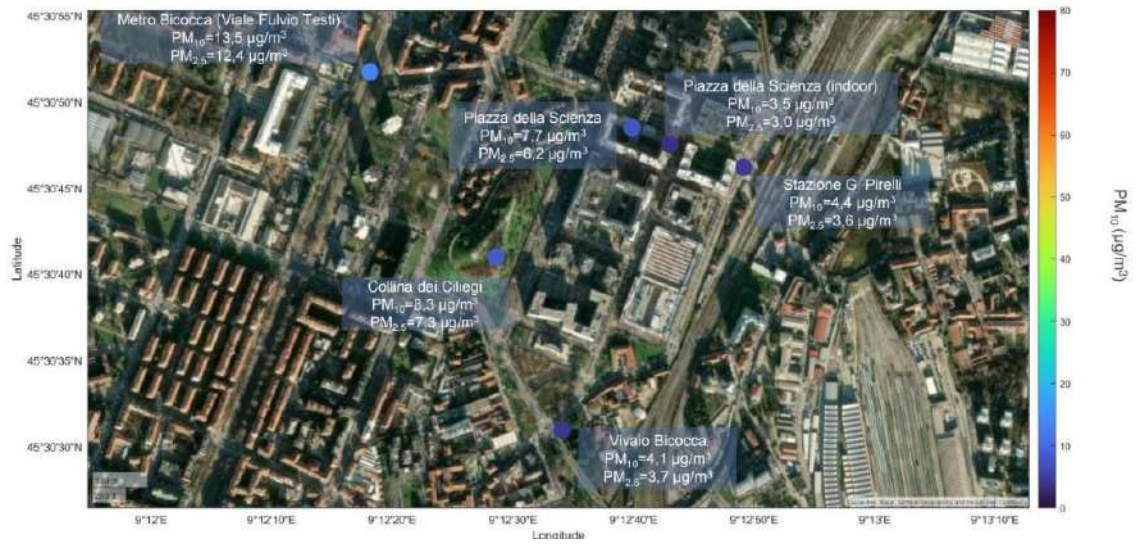 45°30'55"N
45°30'50"N
45°30'45"N
45°30'40"N
45°30'35"N
45°30'30"N
Latitude
Metro Bicocca (Viale Fulvio Testi)
PM₁₀=13,5 µg/m³
PM₂.₅=12,4 µg/m³
Piazza della Scienza
PM₁₀=7,7 µg/m³
PM₂.₅=6,2 µg/m³
Piazza della Scienza (indoor)
PM₁₀=3,5 µg/m³
PM₂.₅=3,0 µg/m³
Stazione G. Pirelli
PM₁₀=4,4 µg/m³
PM₂.₅=3,6 µg/m³
Collina dei Ciliegi
PM₁₀=8,3 µg/m³
PM₂.₅=7,3 µg/m³
Vivaio Bicocca
PM₁₀=4,1 µg/m³
PM₂.₅=3,7 µg/m³
9°12'E
9°12'10"E
9°12'20"E
9°12'30"E
9°12'40"E
9°12'50"E
9°13'E
9°13'10"E
Longitude
80
70
60
50
40
30
20
10
0
PM₁₀ (µg/m³)